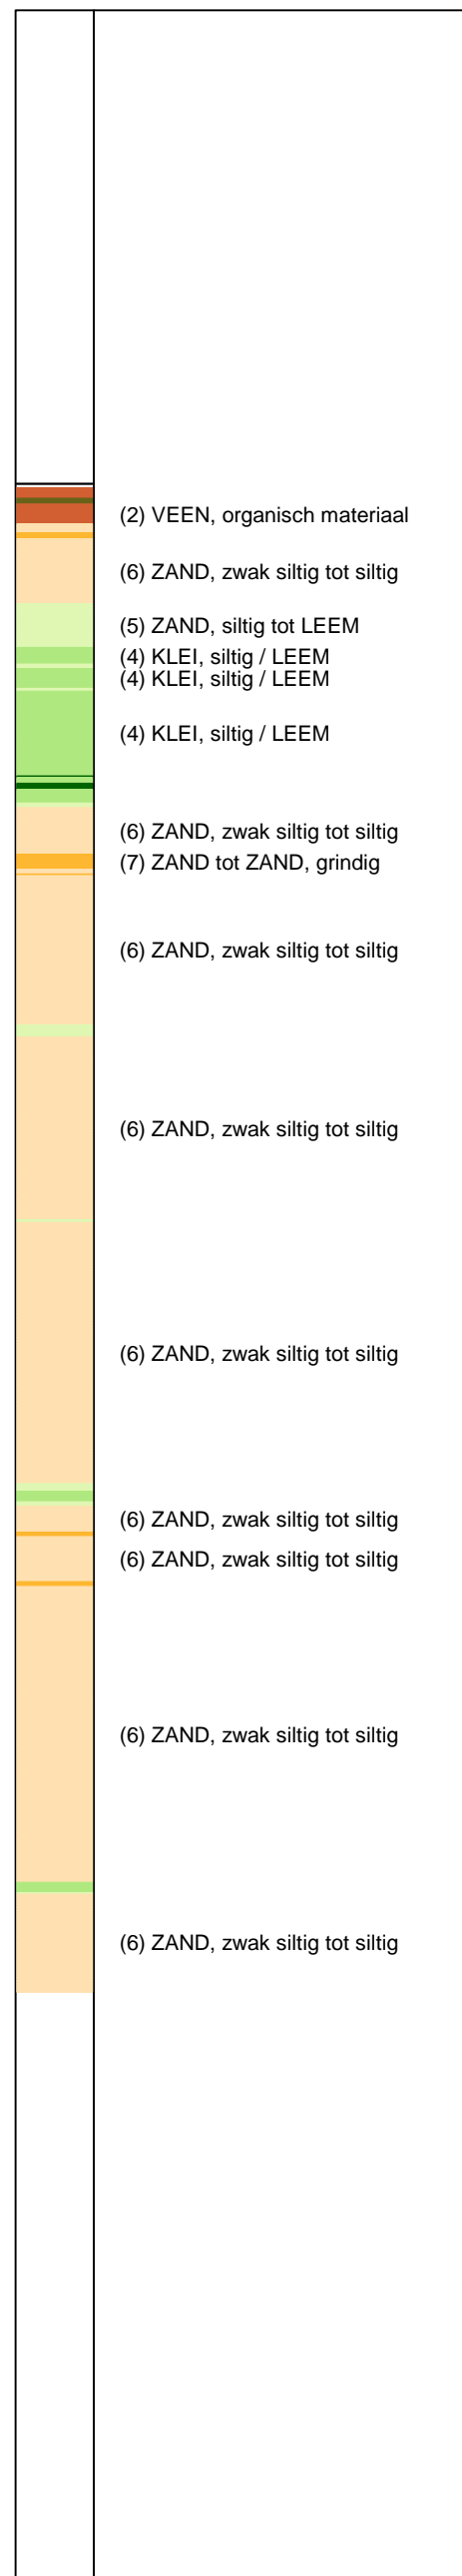 (2) VEEN, organisch materiaal
(6) ZAND, zwak siltig tot siltig
(5) ZAND, siltig tot LEEM
(4) KLEI, siltig / LEEM
(4) KLEI, siltig / LEEM
(4) KLEI, siltig / LEEM
(6) ZAND, zwak siltig tot siltig
(7) ZAND tot ZAND, grindig
(6) ZAND, zwak siltig tot siltig
(6) ZAND, zwak siltig tot siltig
(6) ZAND, zwak siltig tot siltig
(6) ZAND, zwak siltig tot siltig
(6) ZAND, zwak siltig tot siltig
(6) ZAND, zwak siltig tot siltig
(6) ZAND, zwak siltig tot siltig